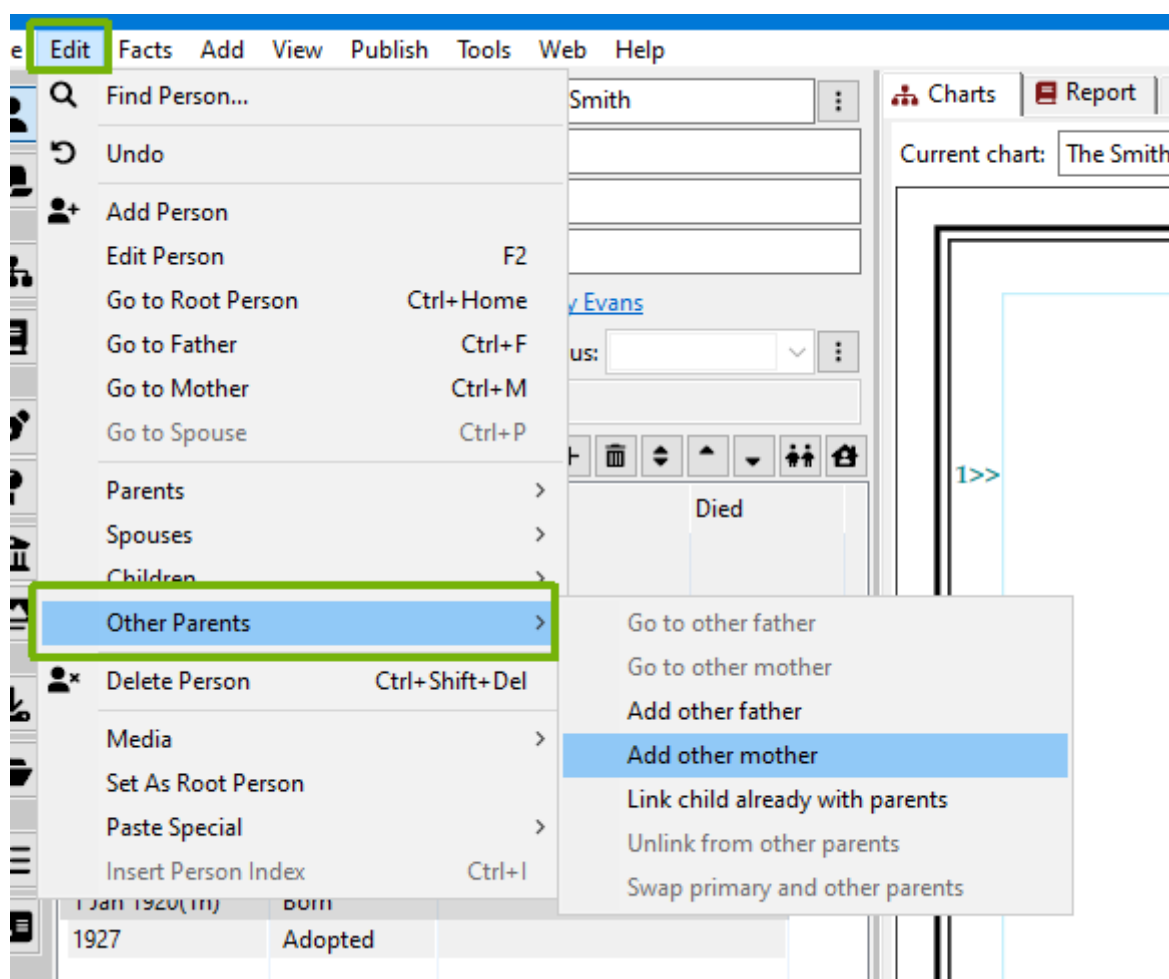 e Edit Facts Add View Publish Tools Web Help
Find Person...
Smith
Charts
Report
Undo
Current chart: The Smith
Add Person
Edit Person F2
Go to Root Person Ctrl+Home
y Evans
Go to Father Ctrl+F
us:
Go to Mother Ctrl+M
Go to Spouse Ctrl+P
1>>
Parents
Died
Spouses
Children
Other Parents
Go to other father
Go to other mother
Delete Person Ctrl+Shift+Del
Add other father
Media
Add other mother
Set As Root Person
Link child already with parents
Paste Special
Unlink from other parents
Insert Person Index Ctrl+I
Swap primary and other parents
1 Jan 1920(1h) Born
1927 Adopted